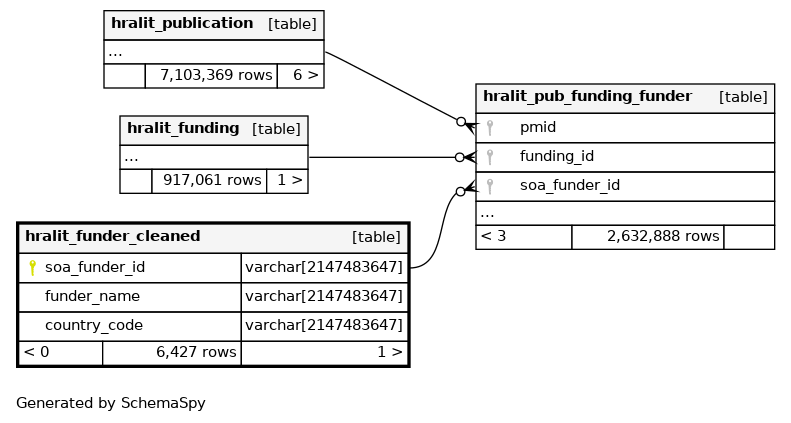 hralit_publication [table]
...
7,103,369 rows 6 >
hralit_funding [table]
...
917,061 rows 1 >
hralit_pub_funding_funder [table]
pmid
funding_id
soa_funder_id
...
< 3 2,632,888 rows
hralit_funder_cleaned [table]
soa_funder_id varchar[2147483647]
funder_name varchar[2147483647]
country_code varchar[2147483647]
< 0 6,427 rows 1 >
Generated by SchemaSpy